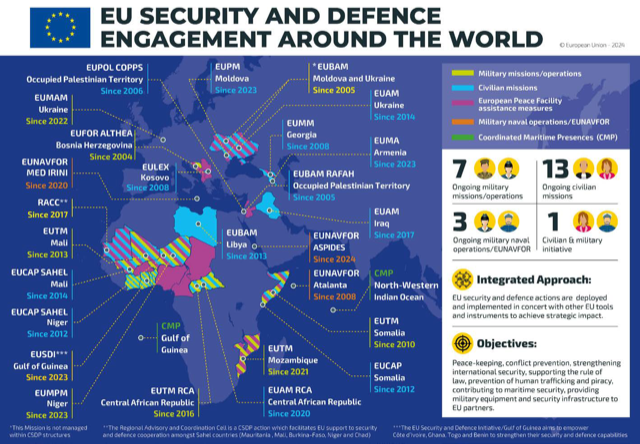 EU SECURITY AND DEFENCE
ENGAGEMENT AROUND THE WORLD
© European Union - 2024
EUPOL COPPS
Occupied Palestinian Territory
Since 2006
EUPM
Moldova
Since 2023
* EUBAM
Moldova and Ukraine
Since 2005
EUMAM
Ukraine
Since 2022
EUAM
Ukraine
Since 2014
EUFOR ALTHEA
Bosnia Herzegovina
Since 2004
EUMM
Georgia
Since 2008
EUMA
Armenia
Since 2023
EUNAVFOR
MED IRINI
Since 2020
EULEX
Kosovo
Since 2008
EUBAM RAFAH
Occupied Palestinian Territory
Since 2005
RACC**
Since 2017
EUTM
Mali
Since 2013
EUBAM
Libya
Since 2013
EUAM
Iraq
Since 2017
EUNAVFOR
ASPIDES
Since 2024
EUCAP SAHEL
Mali
Since 2014
EUNAVFOR
Atalanta
Since 2008
CMP
North-Western
Indian Ocean
EUCAP SAHEL
Niger
Since 2012
CMP
Gulf of
Guinea
EUTM
Somalia
Since 2010
EUSDI***
Gulf of Guinea
Since 2023
EUTM
Mozambique
Since 2021
EUCAP
Somalia
Since 2012
EUMPM
Niger
Since 2023
EUTM RCA
Central African Republic
Since 2016
EUAM RCA
Central African Republic
Since 2020
Military missions/operations
Civilian missions
European Peace Facility
assistance measures
Military naval operations/EUNAVFOR
Coordinated Maritime Presences (CMP)
7
Ongoing military
missions/operations
13
Ongoing civilian
missions
3
Ongoing military naval
operations/EUNAVFOR
1
Civilian & military
initiative
Integrated Approach:
EU security and defence actions are deployed
and implemented in concert with other EU tools
and instruments to achieve strategic impact.
Objectives:
Peace-keeping, conflict prevention, strengthening
international security, supporting the rule of
law, prevention of human trafficking and piracy,
contributing to maritime security, providing
military equipment and security infrastructure to
EU partners.
*This Mission is not managed
within CSDP structures
**The Regional Advisory and Coordination Cell is a CSDP action which facilitates EU support to security
and defence cooperation amongst Sahel countries (Mauritania, Mali, Burkina-Faso, Niger and Chad)
***The EU Security and Defence Initiative/Gulf of Guinea aims to empower
Côte d'Ivoire, Ghana, Togo and Benin to strengthen their security and defence capabilities